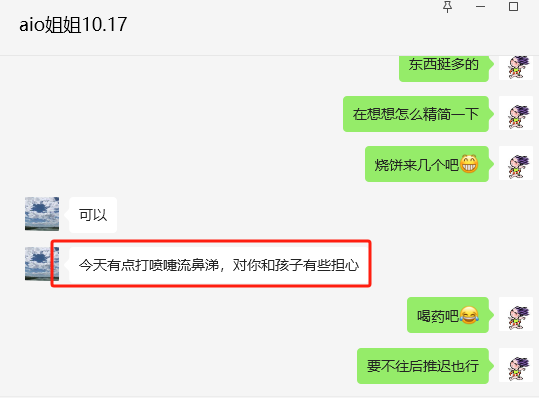 aio姐姐10.17
东西挺多的
在想想怎么精简一下
烧饼来几个吧😁
可以
今天有点打喷嚏流鼻涕，对你和孩子有些担心
喝药吧😂
要不往后推迟也行